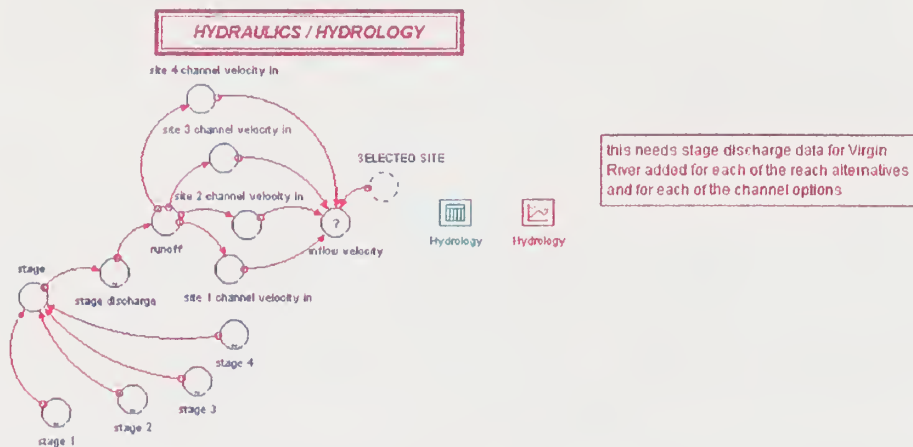 HYDRAULICS / HYDROLOGY
site 4 channel velocity in
site 3 channel velocity in
SELECTED SITE
this needs stage discharge data for Virgin
River added for each of the reach alternatives
and for each of the channel options
site 2 channel velocity in
?
runoff
inflow velocity
Hydrology
Hydrology
stage
stage discharge
site 1 channel velocity in
stage 4
stage 3
stage 2
stage 1